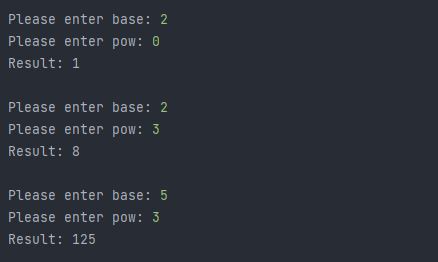 Please enter base: 2
Please enter pow: 0
Result: 1
Please enter base: 2
Please enter pow: 3
Result: 8
Please enter base: 5
Please enter pow: 3
Result: 125